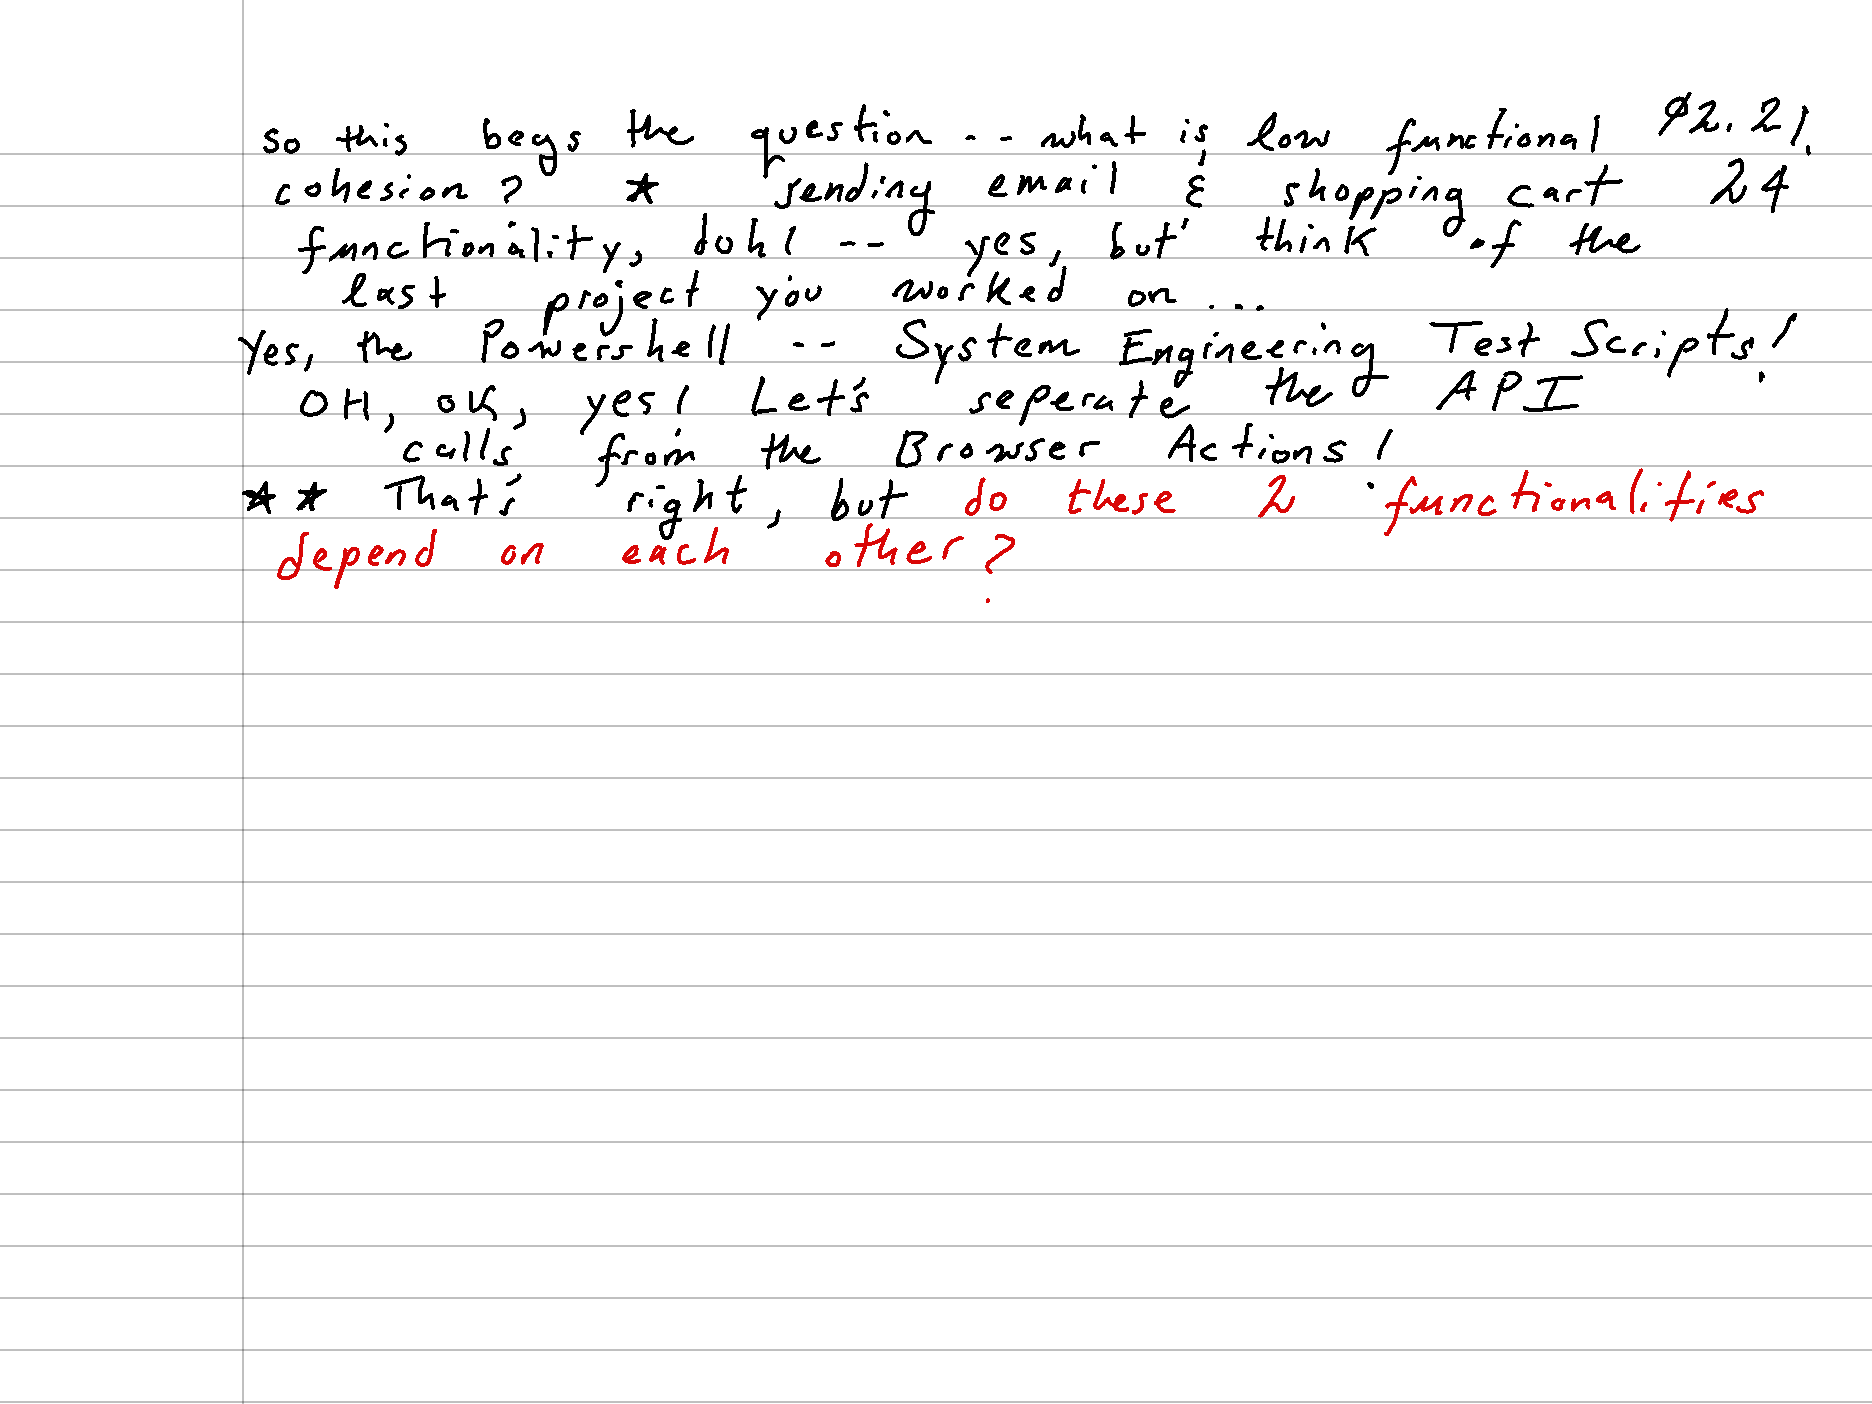 so this begs the question -- what is low functional Ø2.21.
cohesion? ★ sending email & shopping cart 24
functionality, doh! -- yes, but think of the
last project you worked on...
Yes, the Powershell -- System Engineering Test Scripts!
OH, OK, yes! Let's seperate the API
calls from the Browser Actions!
★★ That's right, but do these 2 functionalities
depend on each other?